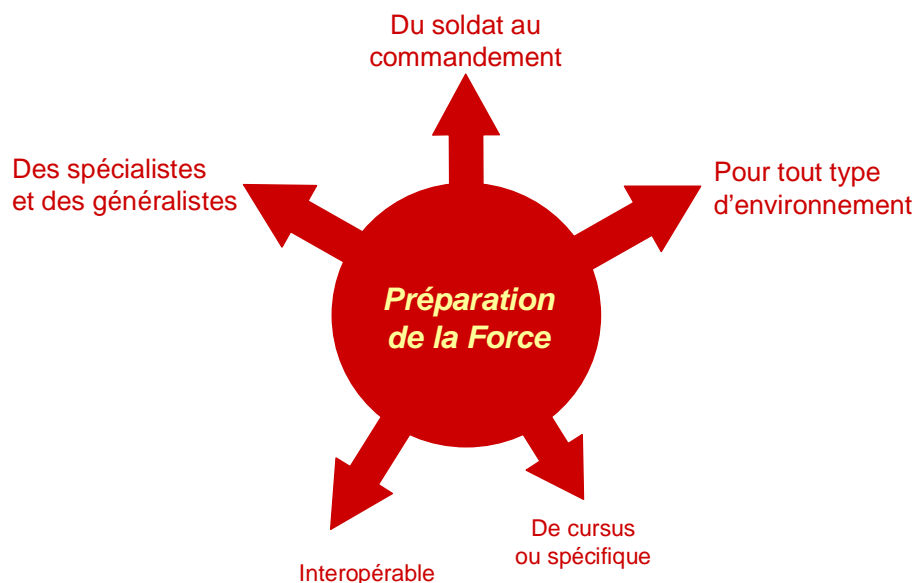 Du soldat au
commandement
Des spécialistes
et des généralistes
Pour tout type
d'environnement
Préparation
de la Force
De cursus
ou spécifique
Interopérable